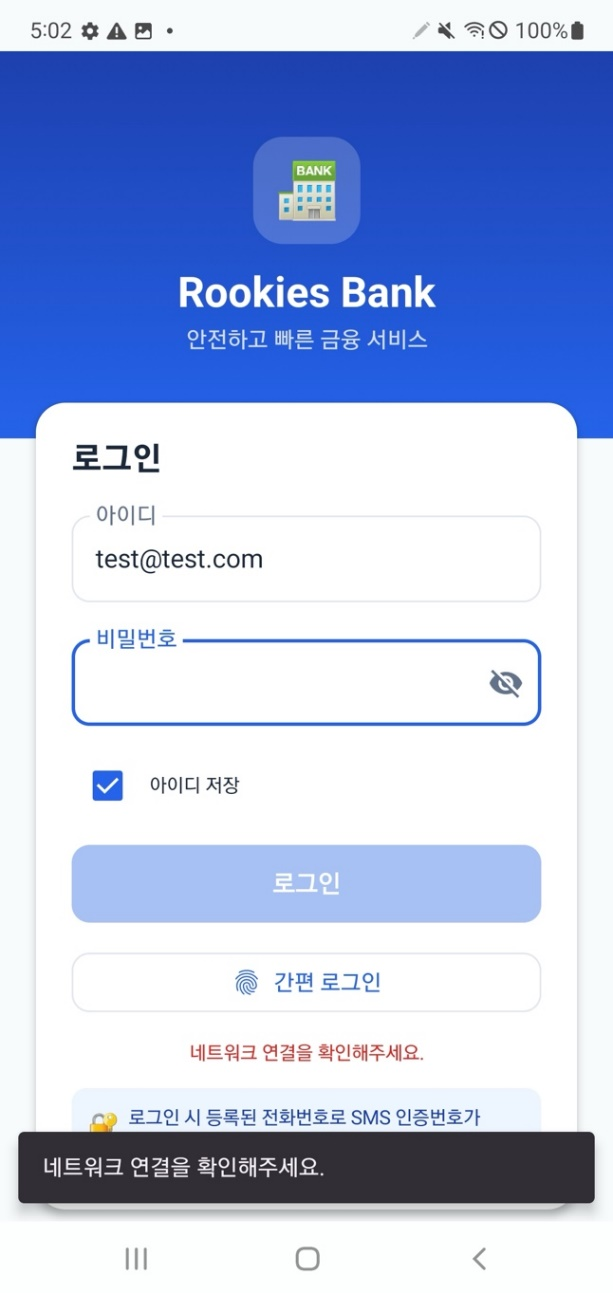 5:02
100%
BANK
Rookies Bank
안전하고 빠른 금융 서비스
로그인
아이디
test@test.com
비밀번호
아이디 저장
로그인
간편 로그인
네트워크 연결을 확인해주세요.
로그인 시 등록된 전화번호로 SMS 인증번호가
네트워크 연결을 확인해주세요.